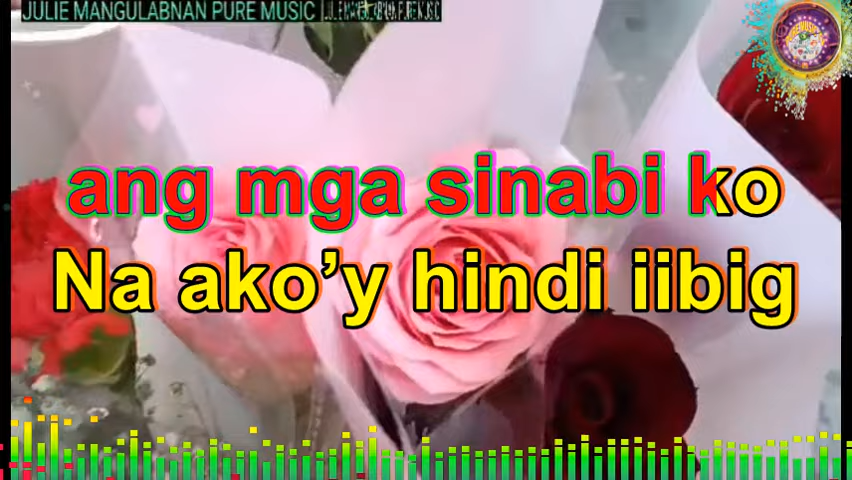 JULIE MANGULABNAN PURE MUSIC
ang mga sinabi ko
Na ako'y hindi iibig